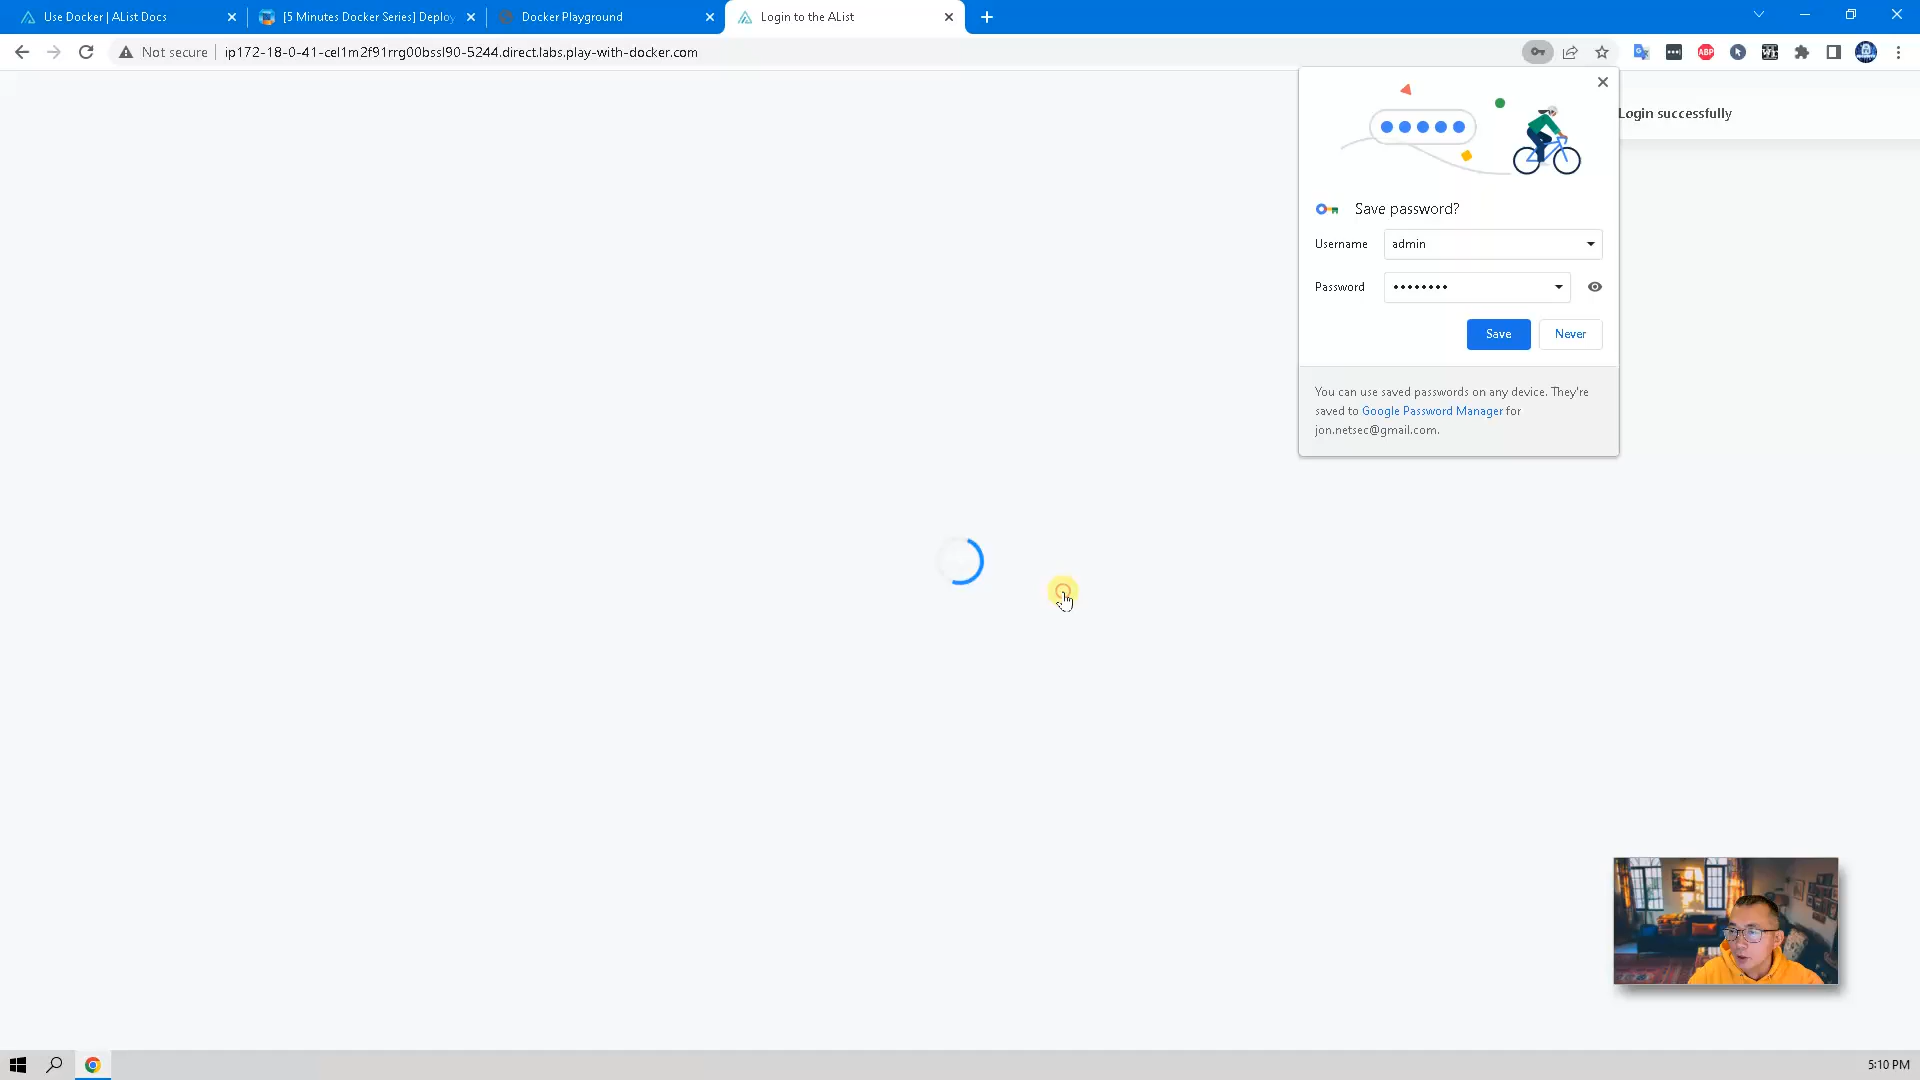 Use Docker | AList Docs
[5 Minutes Docker Series] Deploy
Docker Playground
Login to the AList
Not secure
ip172-18-0-41-cel1m2f91rrg00bssl90-5244.direct.labs.play-with-docker.com
ABP
Login successfully
Save password?
Username
admin
Password
••••••••
Save
Never
You can use saved passwords on any device. They're
saved to Google Password Manager for
jon.netsec@gmail.com.
5:10 PM